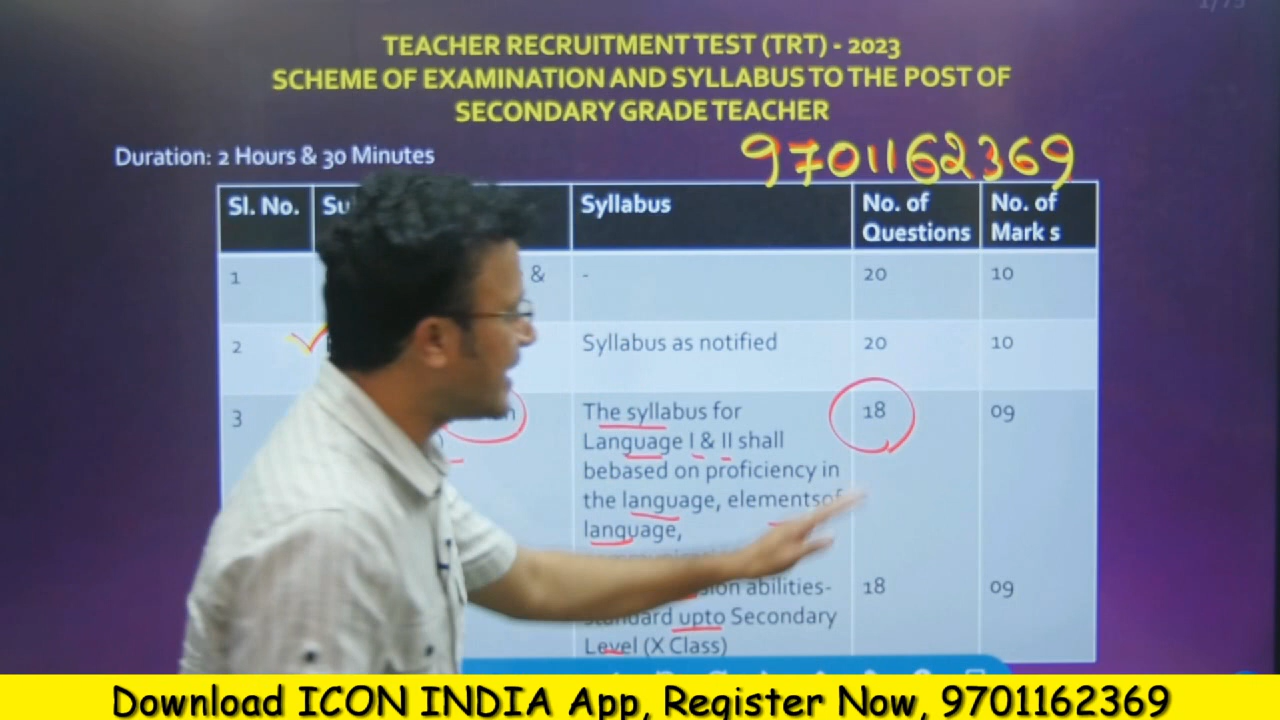 1/75
TEACHER RECRUITMENT TEST (TRT) - 2023
SCHEME OF EXAMINATION AND SYLLABUS TO THE POST OF
SECONDARY GRADE TEACHER
Duration: 2 Hours & 30 Minutes
9701162369
Sl. No. Syllabus No. of Questions No. of Mark s
1 & - 20 10
2 Syllabus as notified 20 10
3 The syllabus for 18 09
Language I & II shall
bebased on proficiency in
the language, elementsof
language,
abilities- 18 09
standard upto Secondary
Level (X Class)
Download ICON INDIA App, Register Now, 9701162369